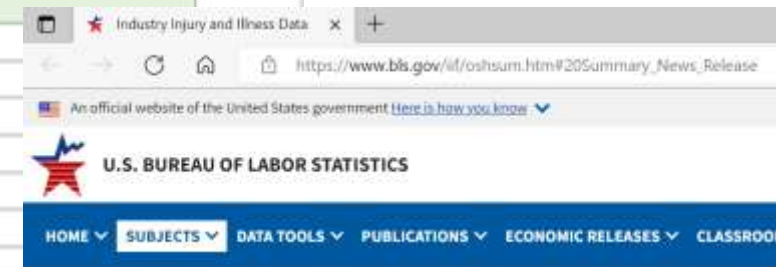 Industry Injury and Illness Data
https://www.bls.gov/iif/oshsum.htm#20Summary_News_Release
An official website of the United States government Here is how you know
U.S. BUREAU OF LABOR STATISTICS
HOME SUBJECTS DATA TOOLS PUBLICATIONS ECONOMIC RELEASES CLASSROO